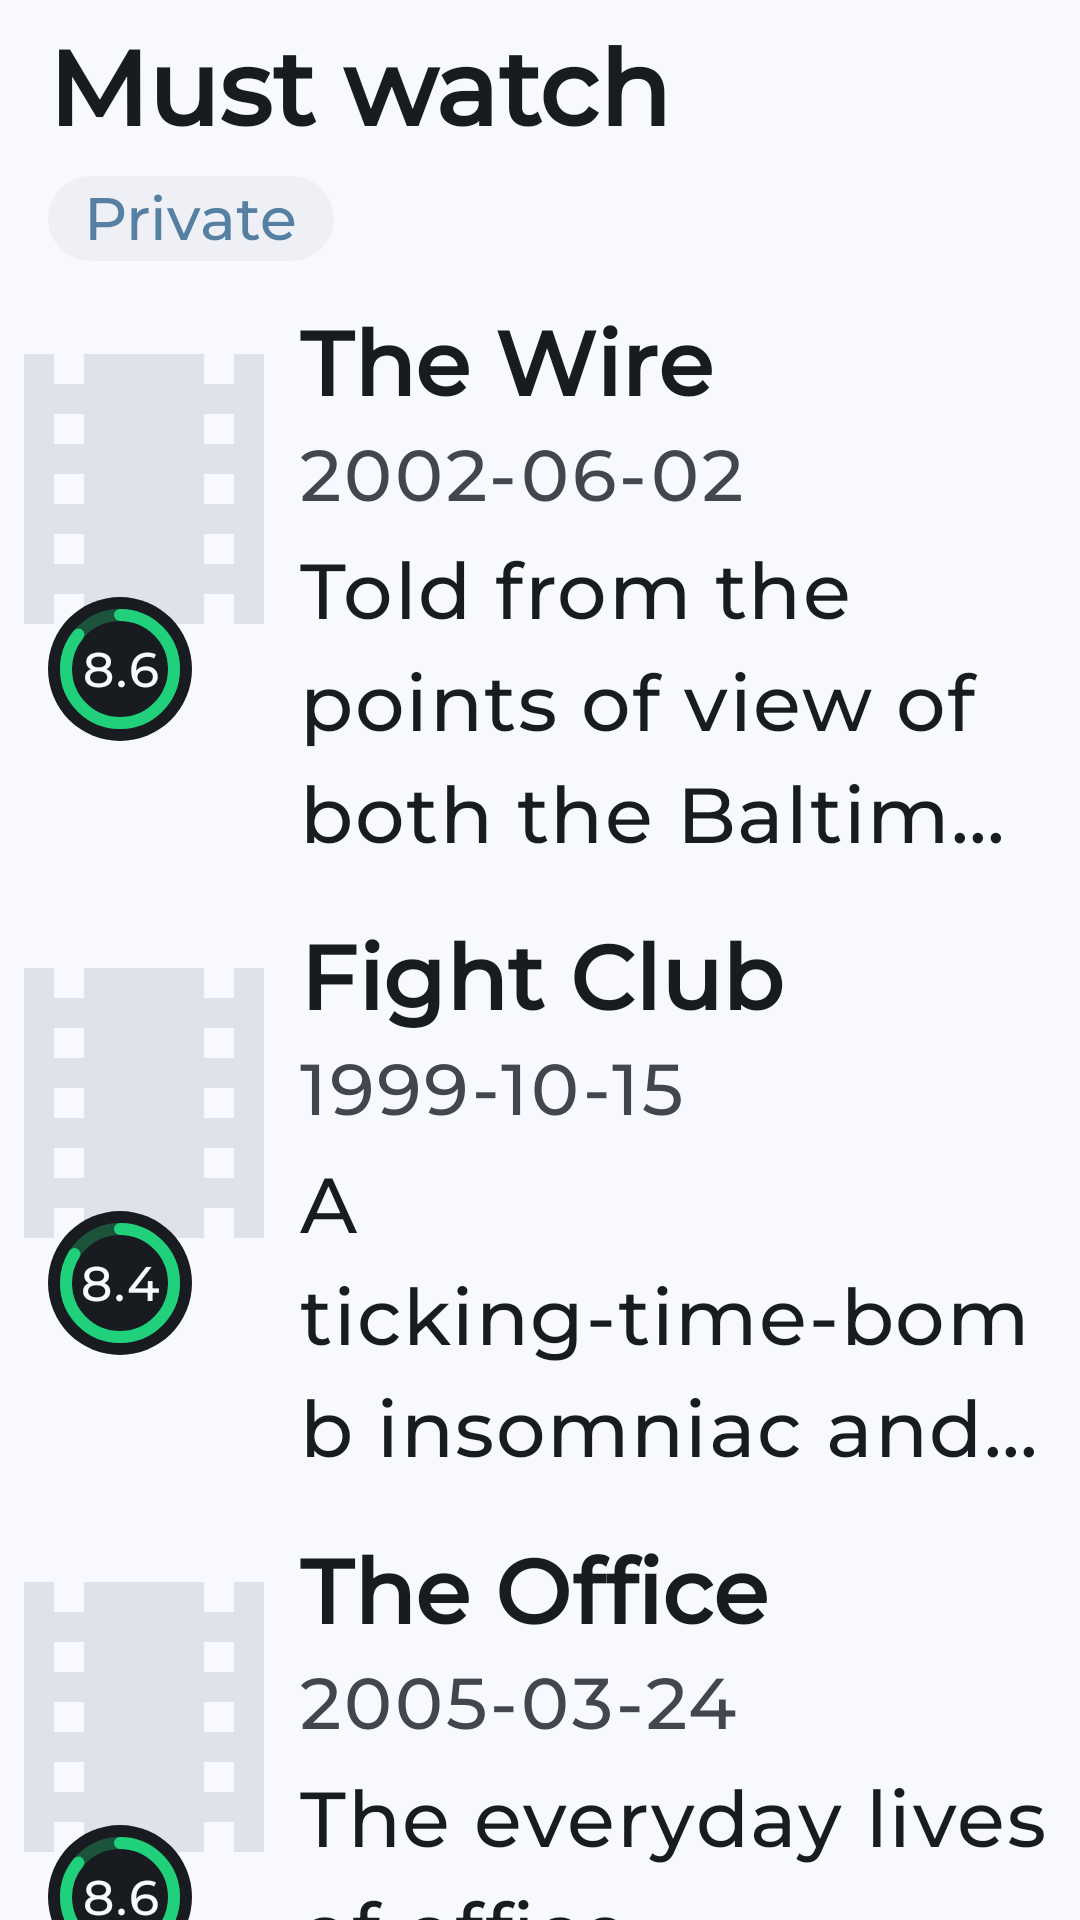 Must watch
Private
The Wire
2002-06-02
Told from the
points of view of
both the Baltim...
8.6
Fight Club
1999-10-15
A
ticking-time-bom
b insomniac and...
8.4
The Office
2005-03-24
The everyday lives
of office
8.6